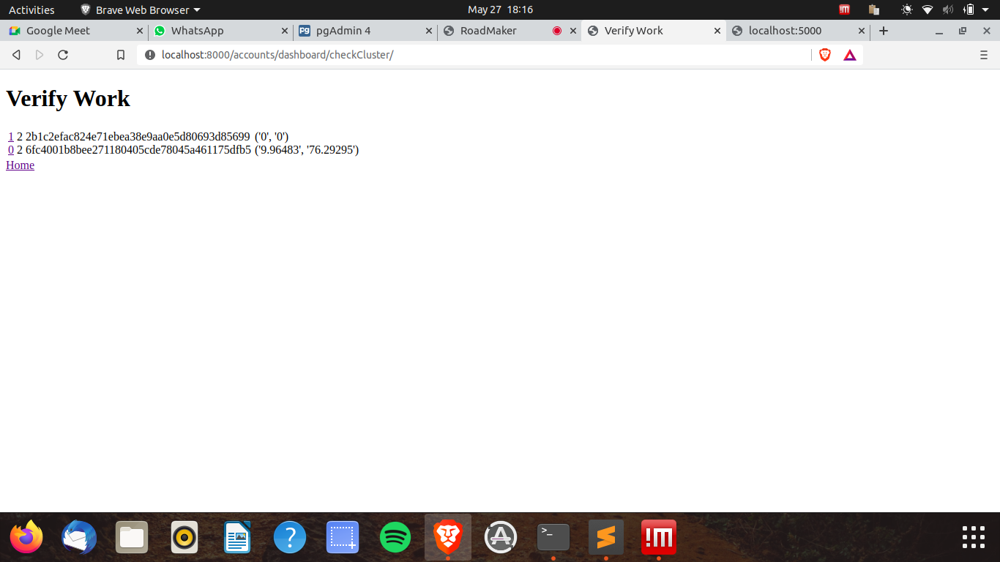 Activities Brave Web Browser May 27 18:16
Google Meet WhatsApp pgAdmin 4 RoadMaker Verify Work localhost:5000
localhost:8000/accounts/dashboard/checkCluster/
Verify Work
1 2 2b1c2efac824e71ebea38e9aa0e5d80693d85699 ('0', '0')
0 2 6fc4001b8bee271180405cde78045a461175dfb5 ('9.96483', '76.29295')
Home